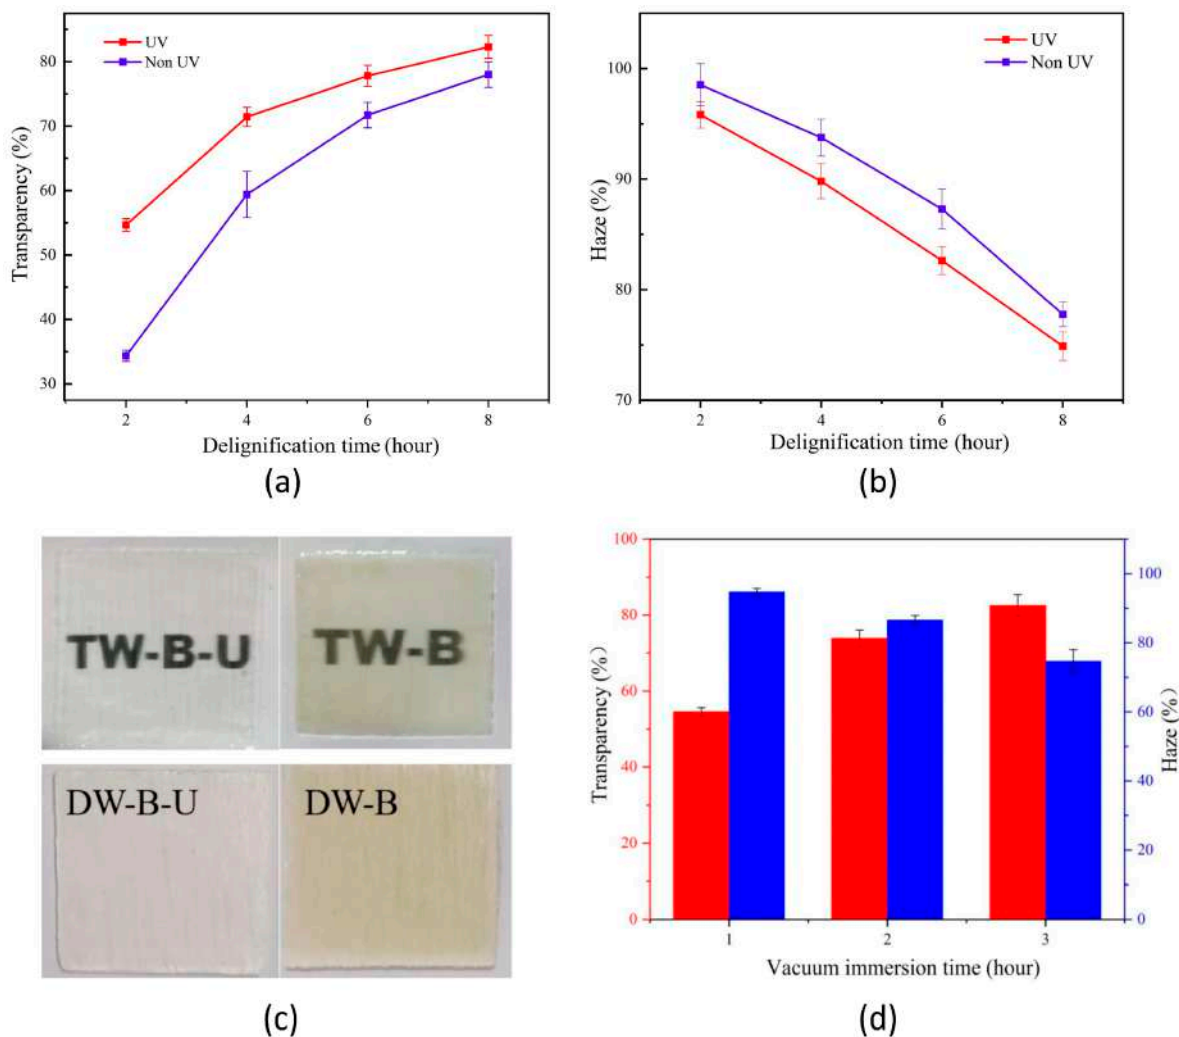 UV
Non UV
80
70
60
50
40
30
2
4
6
8
Transparency (%)
Delignification time (hour)
(a)
UV
Non UV
100
90
80
70
2
4
6
8
Haze (%)
Delignification time (hour)
(b)
TW-B-U
TW-B
DW-B-U
DW-B
(c)
100
80
60
40
20
0
Transparency (%)
100
80
60
40
20
0
Haze (%)
1
2
3
Vacuum immersion time (hour)
(d)